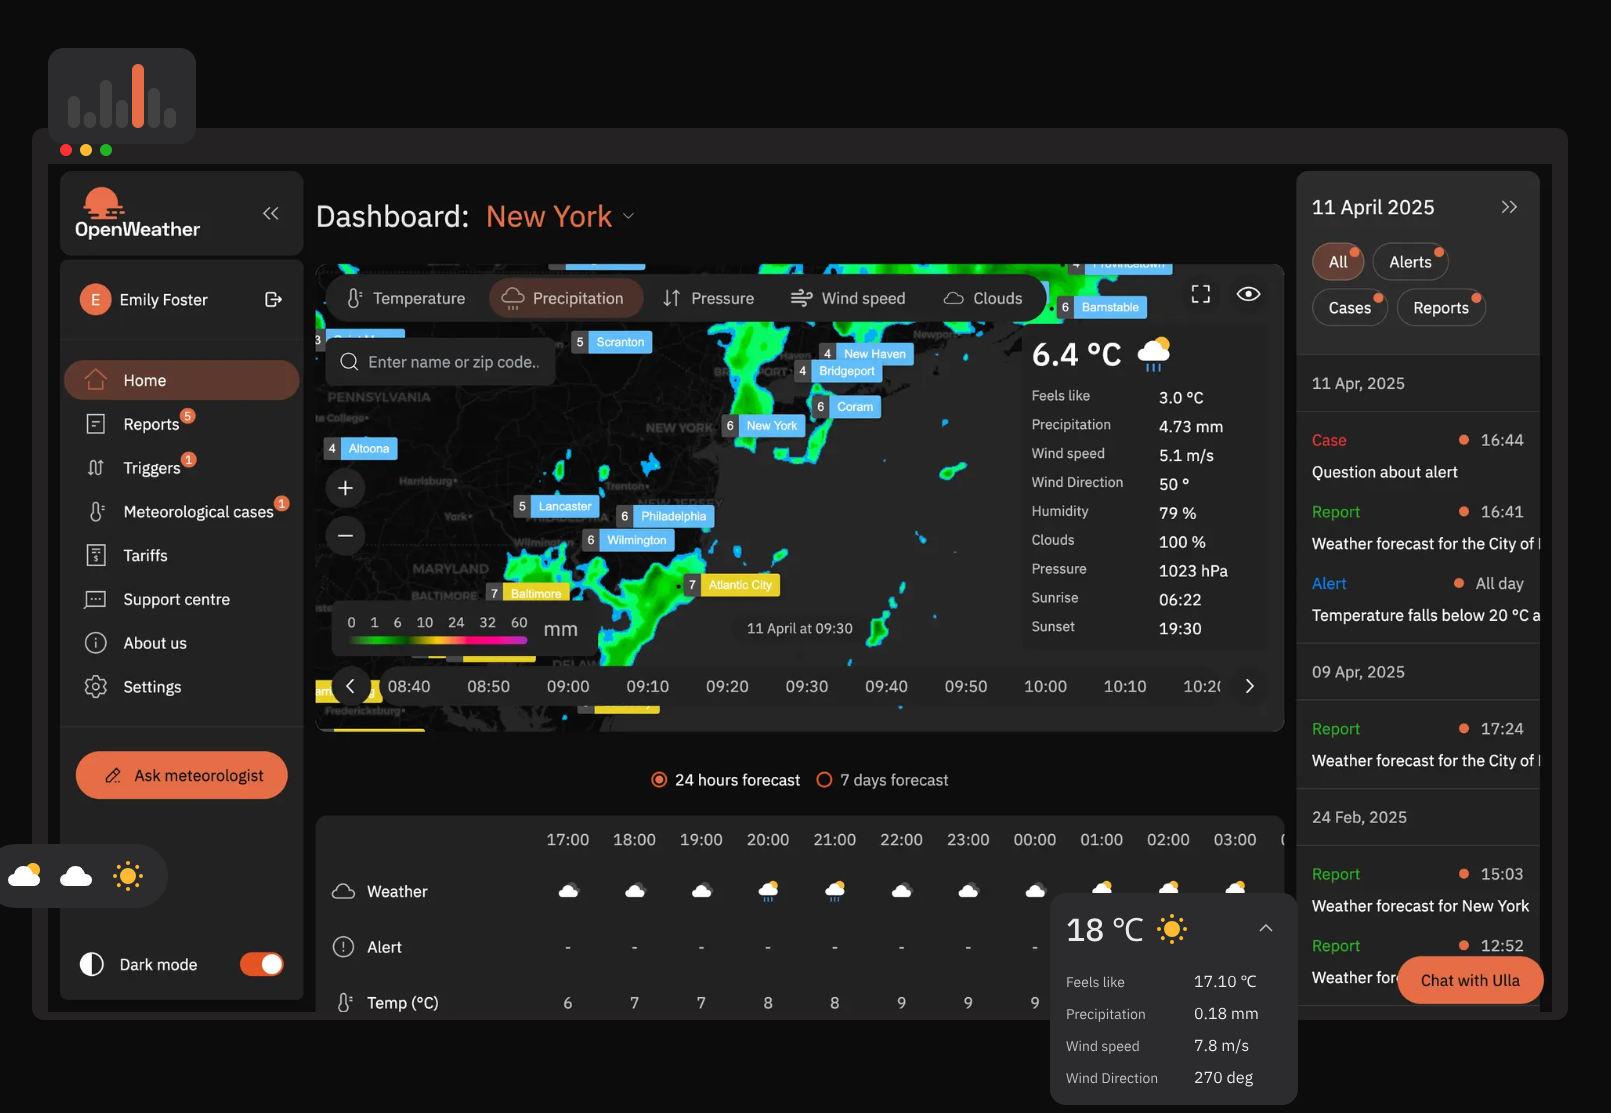 OpenWeather
E Emily Foster
Home
Reports 5
Triggers 1
Meteorological cases 1
Tariffs
Support centre
About us
Settings
Ask meteorologist
Dark mode
Dashboard: New York
Temperature Precipitation Pressure Wind speed Clouds
Enter name or zip code..
Provincetown
6 Barnstable
5 Scranton
4 New Haven
4 Bridgeport
6 Coram
6 New York
4 Altoona
5 Lancaster
6 Philadelphia
6 Wilmington
7 Atlantic City
7 Baltimore
PENNSYLVANIA
te College
NEW YORK
Harrisburg
Trenton
NEW JERSEY
York
PHILADELPHIA
Wilmington
MARYLAND
BALTIMORE
Newport
Fredericksburg
+
−
0 1 6 10 24 32 60 mm
11 April at 09:30
08:40 08:50 09:00 09:10 09:20 09:30 09:40 09:50 10:00 10:10 10:20
6.4 °C
Feels like 3.0 °C
Precipitation 4.73 mm
Wind speed 5.1 m/s
Wind Direction 50 °
Humidity 79 %
Clouds 100 %
Pressure 1023 hPa
Sunrise 06:22
Sunset 19:30
24 hours forecast 7 days forecast
17:00 18:00 19:00 20:00 21:00 22:00 23:00 00:00 01:00 02:00 03:00
Weather
Alert - - - - - - - -
Temp (°C) 6 7 7 8 8 9 9 9
18 °C
Feels like 17.10 °C
Precipitation 0.18 mm
Wind speed 7.8 m/s
Wind Direction 270 deg
11 April 2025
All Alerts
Cases Reports
11 Apr, 2025
Case 16:44
Question about alert
Report 16:41
Weather forecast for the City of
Alert All day
Temperature falls below 20 °C a
09 Apr, 2025
Report 17:24
Weather forecast for the City of
24 Feb, 2025
Report 15:03
Weather forecast for New York
Report 12:52
Weather for
Chat with Ulla